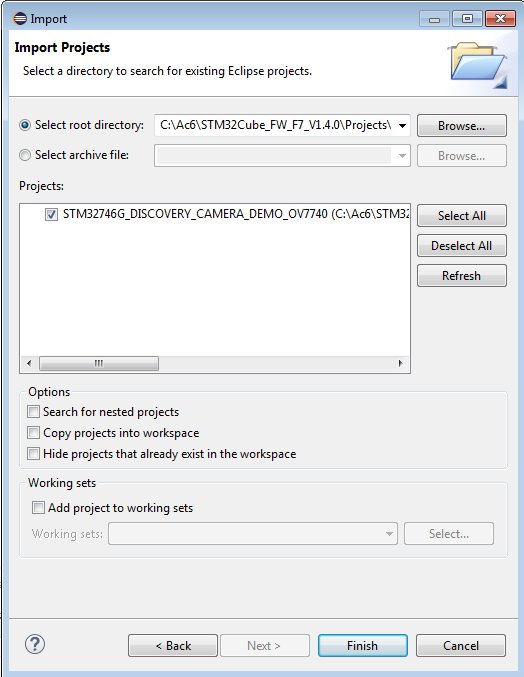 Import
Import Projects
Select a directory to search for existing Eclipse projects.
Select root directory:
C:\Ac6\STM32Cube_FW_F7_V1.4.0\Projects\
Browse...
Select archive file:
Browse...
Projects:
STM32746G_DISCOVERY_CAMERA_DEMO_OV7740 (C:\Ac6\STM32
Select All
Deselect All
Refresh
Options
Search for nested projects
Copy projects into workspace
Hide projects that already exist in the workspace
Working sets
Add project to working sets
Working sets:
Select...
?
< Back
Next >
Finish
Cancel